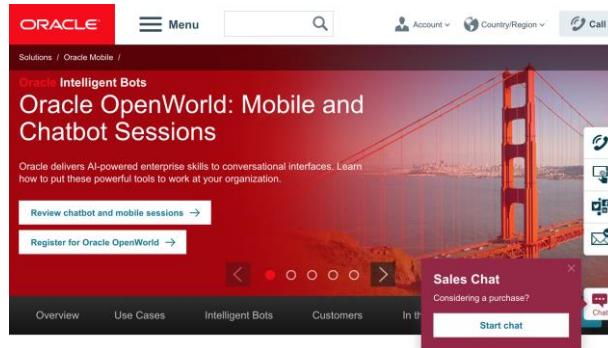 ORACLE
Menu
Account
Country/Region
Call
Solutions / Oracle Mobile /
Oracle Intelligent Bots
Oracle OpenWorld: Mobile and
Chatbot Sessions
Oracle delivers AI-powered enterprise skills to conversational interfaces. Learn
how to put these powerful tools to work at your organization.
Review chatbot and mobile sessions →
Register for Oracle OpenWorld →
Sales Chat
Considering a purchase?
Start chat
Chat
Overview
Use Cases
Intelligent Bots
Customers
In